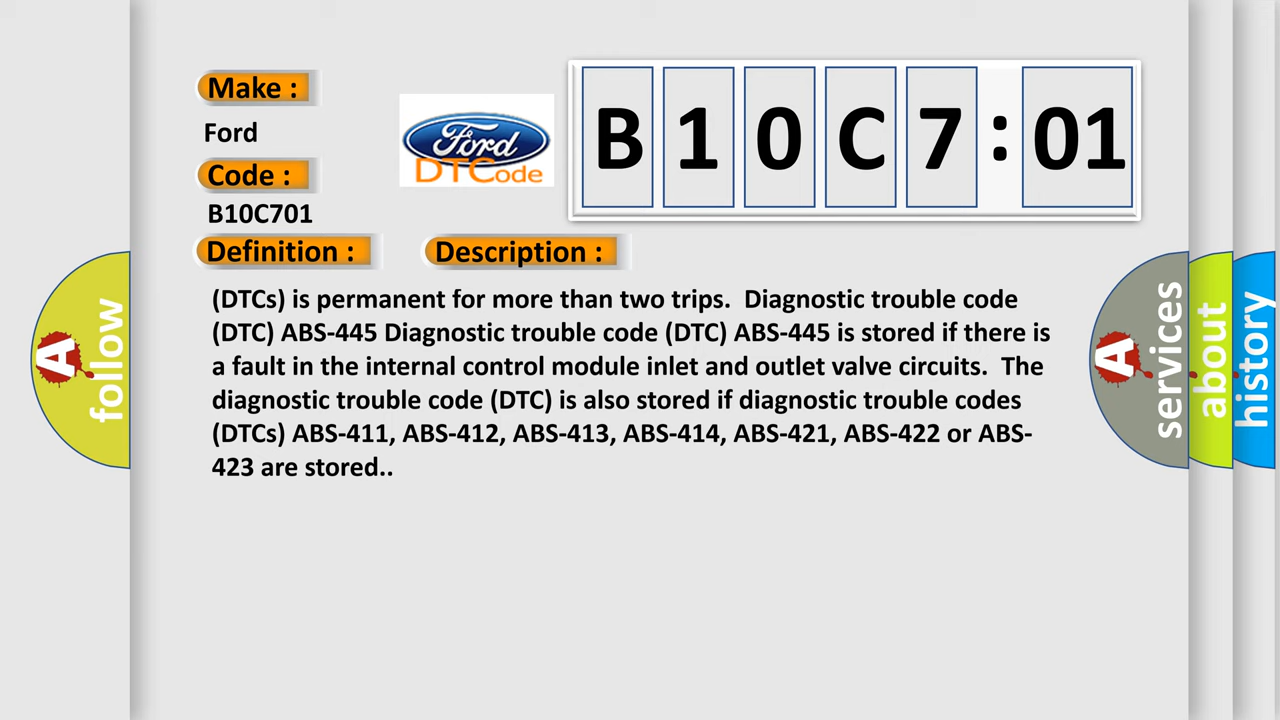 Make :
Ford
Code :
B10C701
Definition :
Description :
Ford
DTCode
B10C7:01
(DTCs) is permanent for more than two trips. Diagnostic trouble code
(DTC) ABS-445 Diagnostic trouble code (DTC) ABS-445 is stored if there is
a fault in the internal control module inlet and outlet valve circuits. The
diagnostic trouble code (DTC) is also stored if diagnostic trouble codes
(DTCs) ABS-411, ABS-412, ABS-413, ABS-414, ABS-421, ABS-422 or ABS-
423 are stored..
A
follow
A
services
about
history